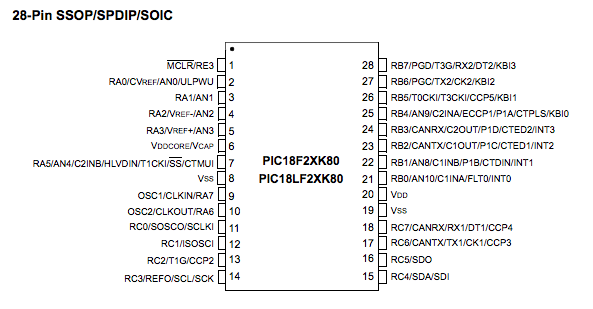 28-Pin SSOP/SPDIP/SOIC
MCLR/RE3 1
RA0/CVREF/AN0/ULPWU 2
RA1/AN1 3
RA2/VREF-/AN2 4
RA3/VREF+/AN3 5
VDDCORE/VCAP 6
RA5/AN4/C2INB/HLVDIN/T1CKI/SS/CTMUI 7
VSS 8
OSC1/CLKIN/RA7 9
OSC2/CLKOUT/RA6 10
RC0/SOSCO/SCLKI 11
RC1/ISOSCI 12
RC2/T1G/CCP2 13
RC3/REFO/SCL/SCK 14
PIC18F2XK80
PIC18LF2XK80
28 RB7/PGD/T3G/RX2/DT2/KBI3
27 RB6/PGC/TX2/CK2/KBI2
26 RB5/T0CKI/T3CKI/CCP5/KBI1
25 RB4/AN9/C2INA/ECCP1/P1A/CTPLS/KBI0
24 RB3/CANRX/C2OUT/P1D/CTED2/INT3
23 RB2/CANTX/C1OUT/P1C/CTED1/INT2
22 RB1/AN8/C1INB/P1B/CTDIN/INT1
21 RB0/AN10/C1INA/FLT0/INT0
20 VDD
19 VSS
18 RC7/CANRX/RX1/DT1/CCP4
17 RC6/CANTX/TX1/CK1/CCP3
16 RC5/SDO
15 RC4/SDA/SDI